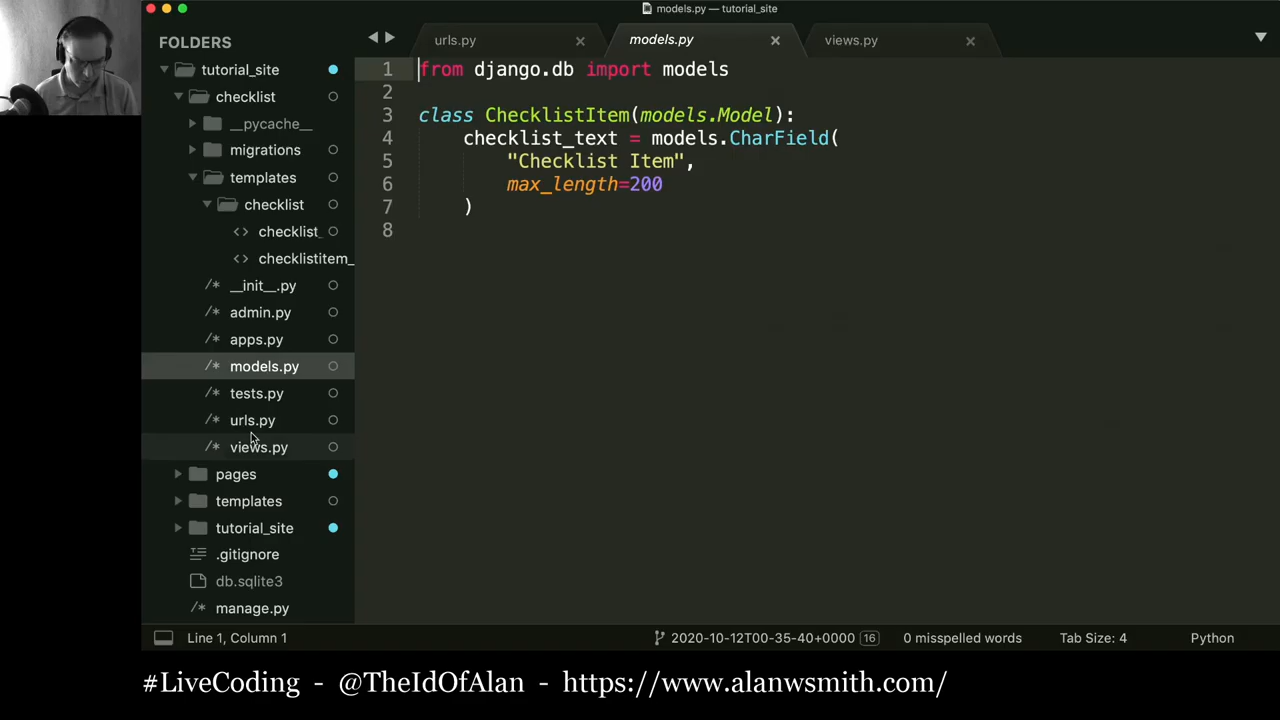 models.py — tutorial_site
FOLDERS
tutorial_site
checklist
__pycache__
migrations
templates
checklist
checklist_
checklistitem_
__init__.py
admin.py
apps.py
models.py
tests.py
urls.py
views.py
pages
templates
tutorial_site
.gitignore
db.sqlite3
manage.py
urls.py
models.py
views.py
1 from django.db import models
2
3 class ChecklistItem(models.Model):
4 checklist_text = models.CharField(
5 "Checklist Item",
6 max_length=200
7 )
8
Line 1, Column 1
2020-10-12T00-35-40+0000 16
0 misspelled words
Tab Size: 4
Python
#LiveCoding - @TheIdOfAlan - https://www.alanwsmith.com/